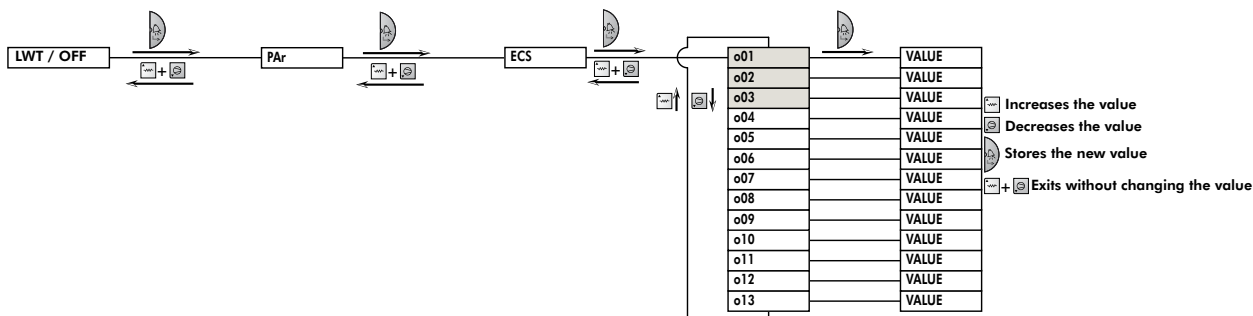 LWT / OFF
PAr
ECS
o01 VALUE
o02 VALUE
o03 VALUE
o04 VALUE
o05 VALUE
o06 VALUE
o07 VALUE
o08 VALUE
o09 VALUE
o10 VALUE
o11 VALUE
o12 VALUE
o13 VALUE
+
+
+
Increases the value
Decreases the value
Stores the new value
+ Exits without changing the value